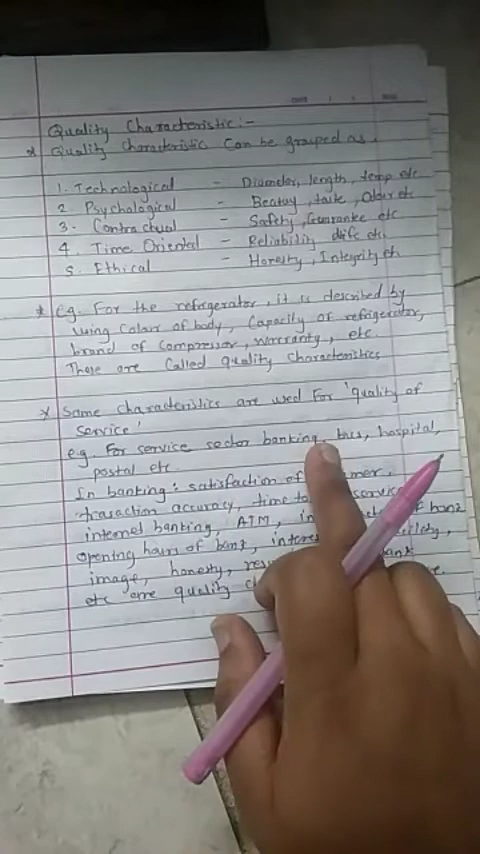 Quality Characteristic:-
* Quality Characteristic Can be grouped as.
1. Technological - Diameter, length, temp etc
2. Psychological - Beatuy, taste, Odour etc
3. Contractual - Safety, Guarantee etc
4. Time Oriented - Reliability life etc.
5. Ethical - Honesty, Integrity etc
* Eg. For the refrigerator, it is described by
using Colour of body, Capacity of refrigerator,
brand of Compressor, warranty, etc.
These are Called quality Characteristics
* Same characteristics are used For 'quality of
service'
e.g. For service sector banking, bus, hospital,
postal etc
In banking: satisfaction of
accuracy, time to service
internet banking, ATM, bank
opening hours of bank,
image, honesty,
etc are quality